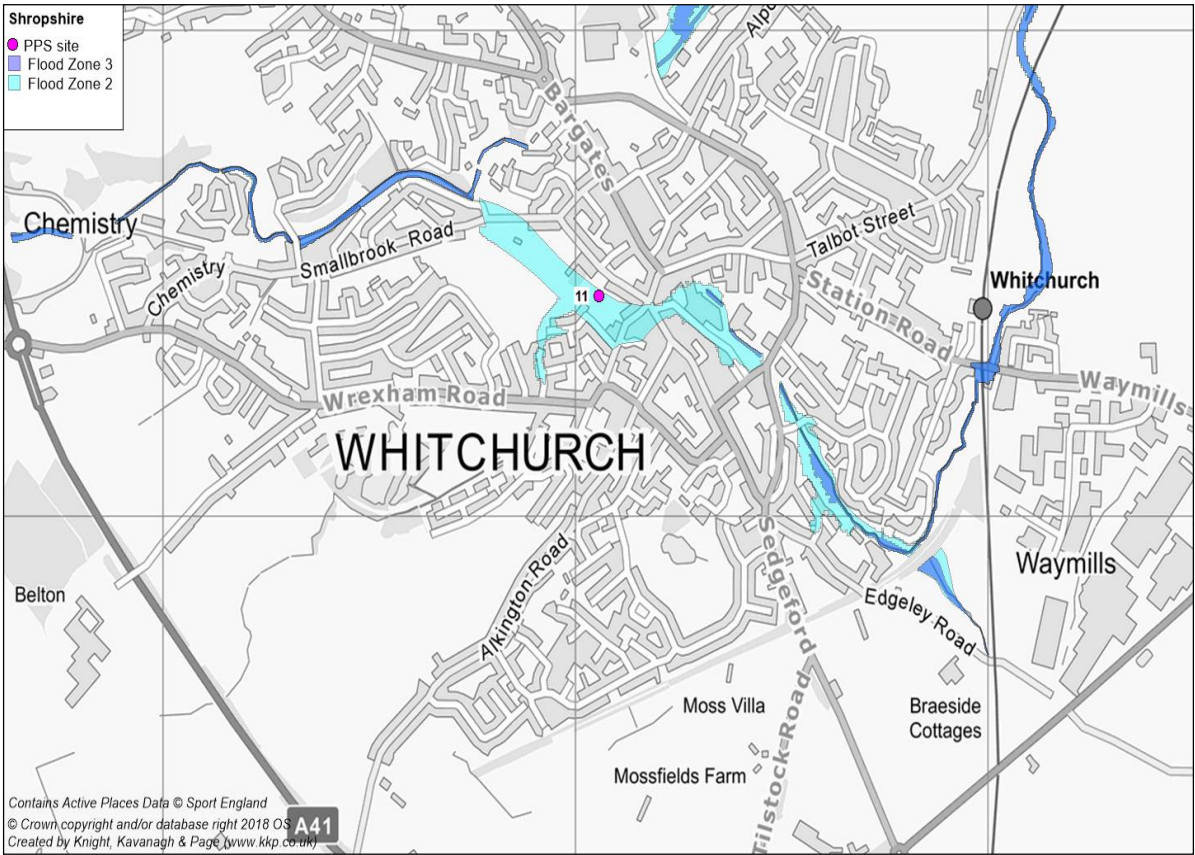 Shropshire
PPS site
Flood Zone 3
Flood Zone 2
Bargates
Chemistry
Talbot Street
Smallbrook Road
Chemistry
Whitchurch
Station Road
11
Waymills
Wrexham Road
WHITCHURCH
Sedgeford
Waymills
Alkington Road
Belton
Edgeley Road
Moss Villa
Braeside
Cottages
Tilstock Road
Mossfields Farm
Contains Active Places Data © Sport England
© Crown copyright and/or database right 2018 OS
A41
Created by Knight, Kavanagh & Page (www.kkp.co.uk)